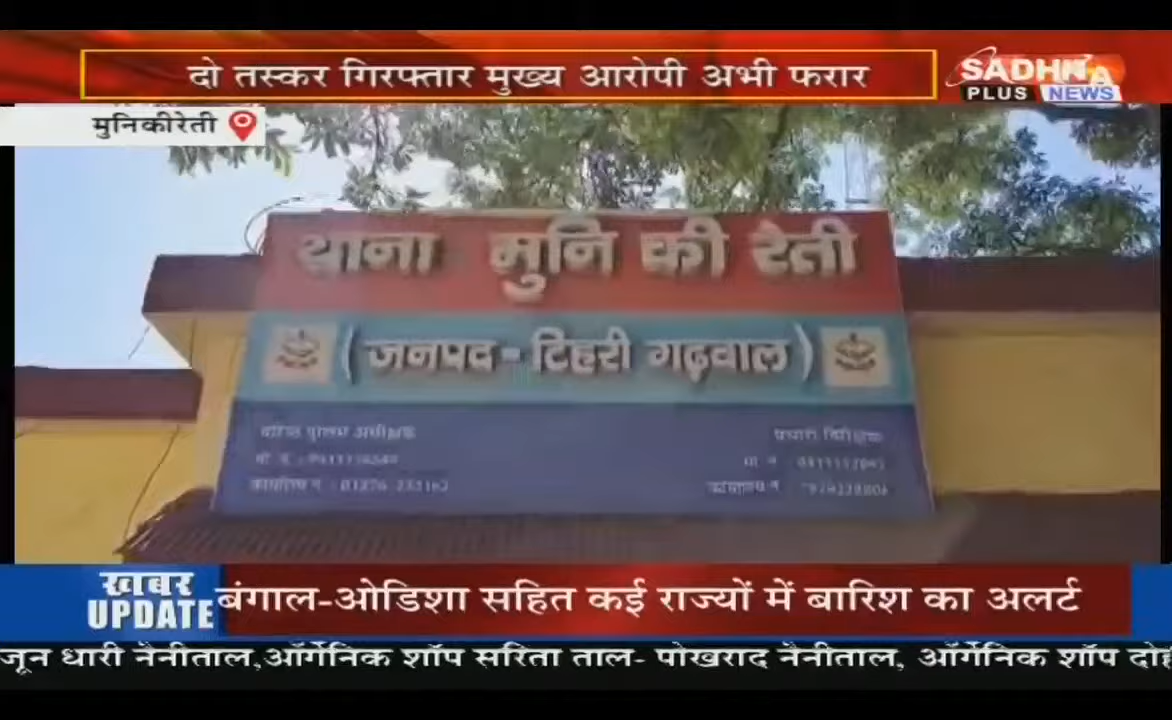 दो तस्कर गिरफ्तार मुख्य आरोपी अभी फरार
SADHNA
PLUS NEWS
मुनिकीरेती
थाना मुनि की रेती
(जनपद - टिहरी गढ़वाल)
खबर
UPDATE
बंगाल-ओडिशा सहित कई राज्यों में बारिश का अलर्ट
जून धारी नैनीताल,ऑर्गेनिक शॉप सरिता ताल- पोखराद नैनीताल, ऑर्गेनिक शॉप